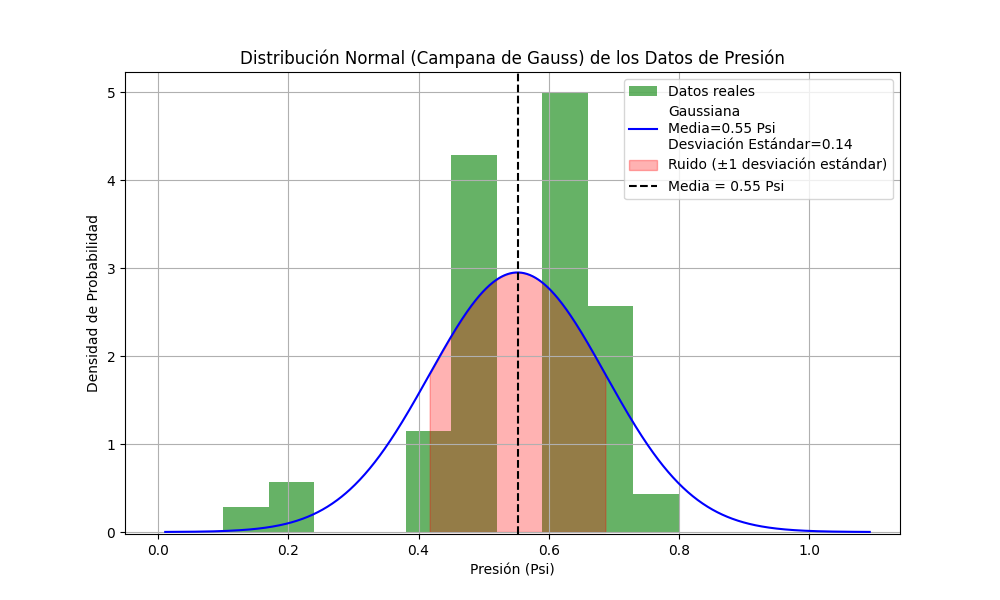 Distribución Normal (Campana de Gauss) de los Datos de Presión
Datos reales
Gaussiana
Media=0.55 Psi
Desviación Estándar=0.14
Ruido (±1 desviación estándar)
Media = 0.55 Psi
Densidad de Probabilidad
5
4
3
2
1
0
0.0 0.2 0.4 0.6 0.8 1.0
Presión (Psi)